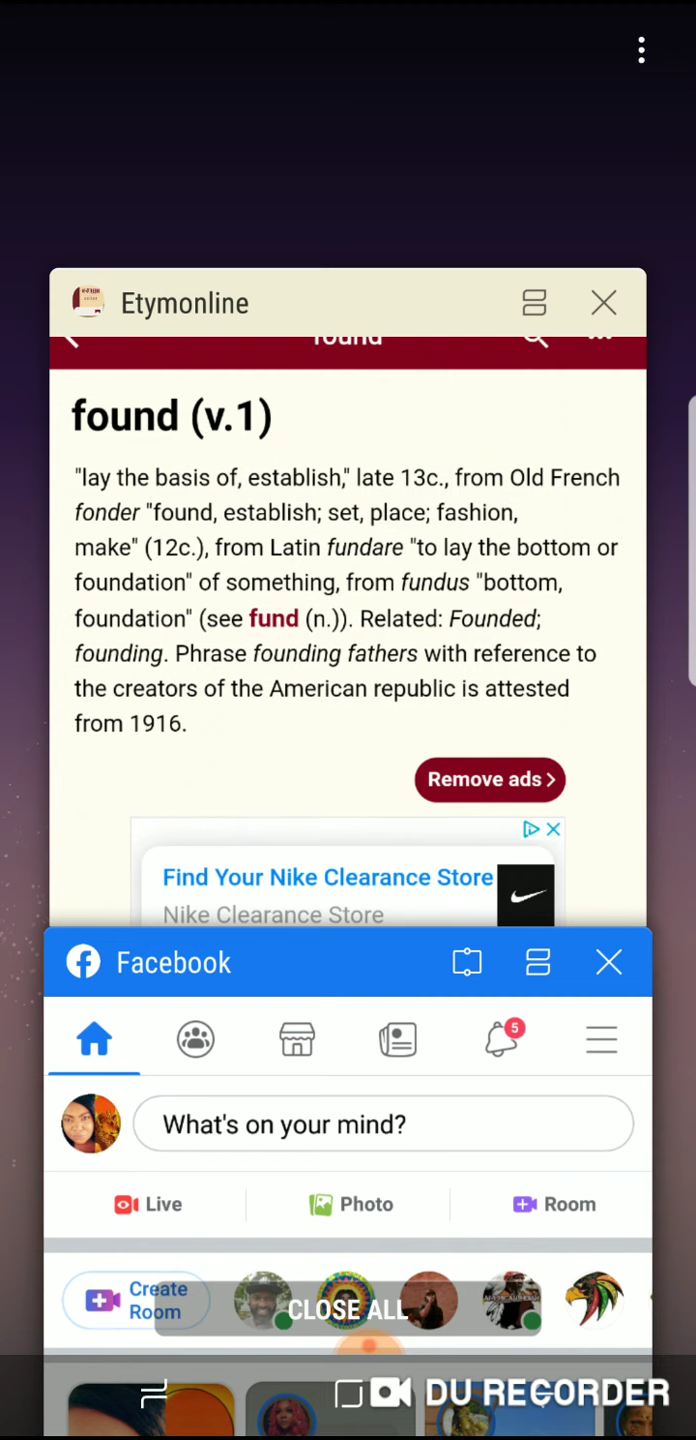 Etymonline
found
found (v.1)
"lay the basis of, establish," late 13c., from Old French
fonder "found, establish; set, place; fashion,
make" (12c.), from Latin fundare "to lay the bottom or
foundation" of something, from fundus "bottom,
foundation" (see fund (n.)). Related: Founded;
founding. Phrase founding fathers with reference to
the creators of the American republic is attested
from 1916.
Remove ads
Find Your Nike Clearance Store
Nike Clearance Store
Facebook
5
What's on your mind?
Live Photo Room
Create
Room
CLOSE ALL
DU RECORDER